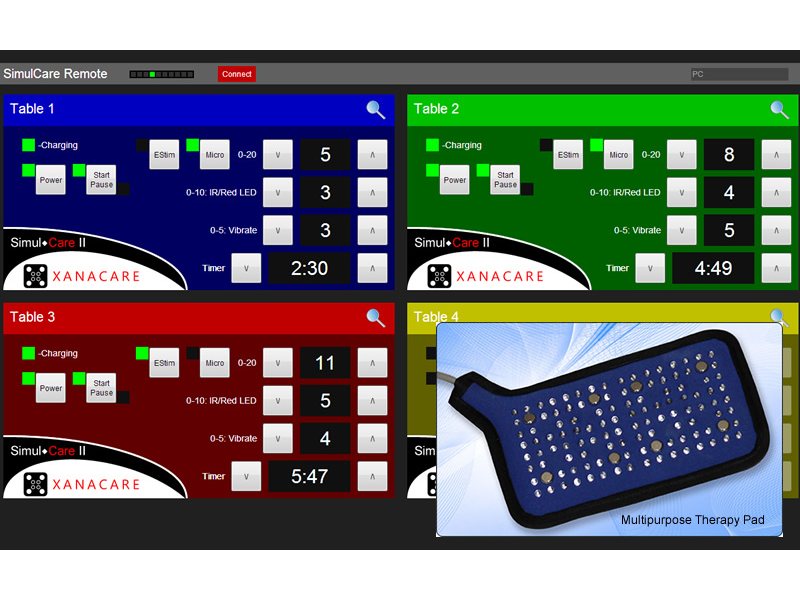 SimulCare Remote
Connect
PC
Table 1
-Charging
EStim
Micro
0-20
∨
5
∧
Power
Start
Pause
0-10: IR/Red LED
∨
3
∧
0-5: Vibrate
∨
3
∧
Simul♦Care II
XANACARE
Timer
∨
2:30
∧
Table 2
-Charging
EStim
Micro
0-20
∨
8
∧
Power
Start
Pause
0-10: IR/Red LED
∨
4
∧
0-5: Vibrate
∨
5
∧
Simul♦Care II
XANACARE
Timer
∨
4:49
∧
Table 3
-Charging
EStim
Micro
0-20
∨
11
∧
Power
Start
Pause
0-10: IR/Red LED
∨
5
∧
0-5: Vibrate
∨
4
∧
Simul♦Care II
XANACARE
Timer
∨
5:47
∧
Table 4
Sim
Multipurpose Therapy Pad